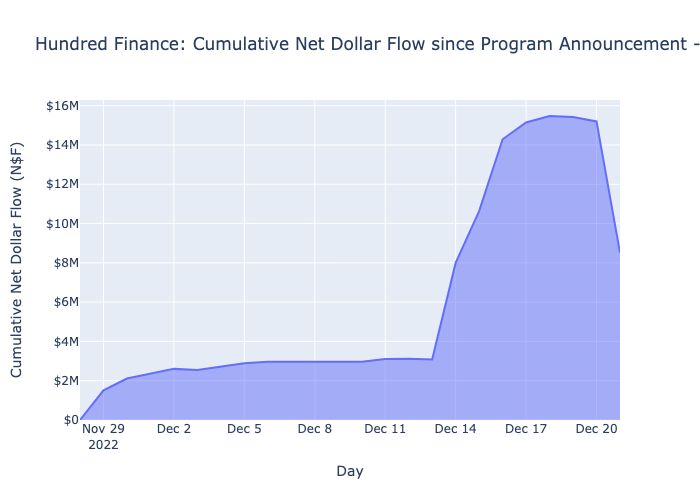 Hundred Finance: Cumulative Net Dollar Flow since Program Announcement -
Cumulative Net Dollar Flow (N$F)
$16M
$14M
$12M
$10M
$8M
$6M
$4M
$2M
$0
Nov 29 Dec 2 Dec 5 Dec 8 Dec 11 Dec 14 Dec 17 Dec 20
2022
Day